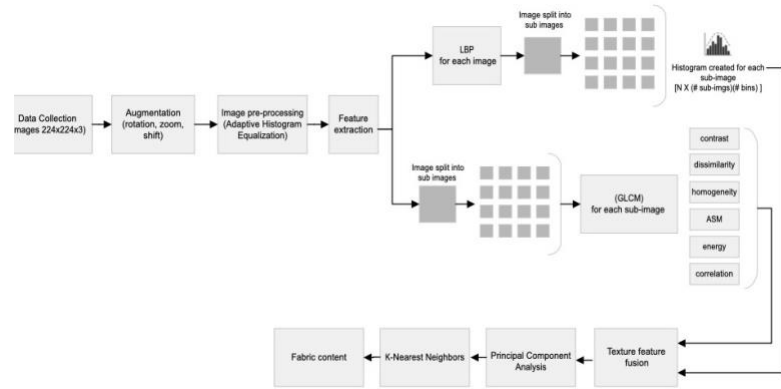 Data Collection
mages 224x224x3)
Augmentation
(rotation, zoom,
shift)
Image pre-processing
(Adaptive Histogram
Equalization)
Feature
extraction
LBP
for each image
Image split into
sub images
Histogram created for each
sub-image
[N X (# sub-imgs)(# bins) ]
Image split into
sub images
(GLCM)
for each sub-image
contrast
dissimilarity
homogeneity
ASM
energy
correlation
Texture feature
fusion
Principal Component
Analysis
K-Nearest Neighbors
Fabric content